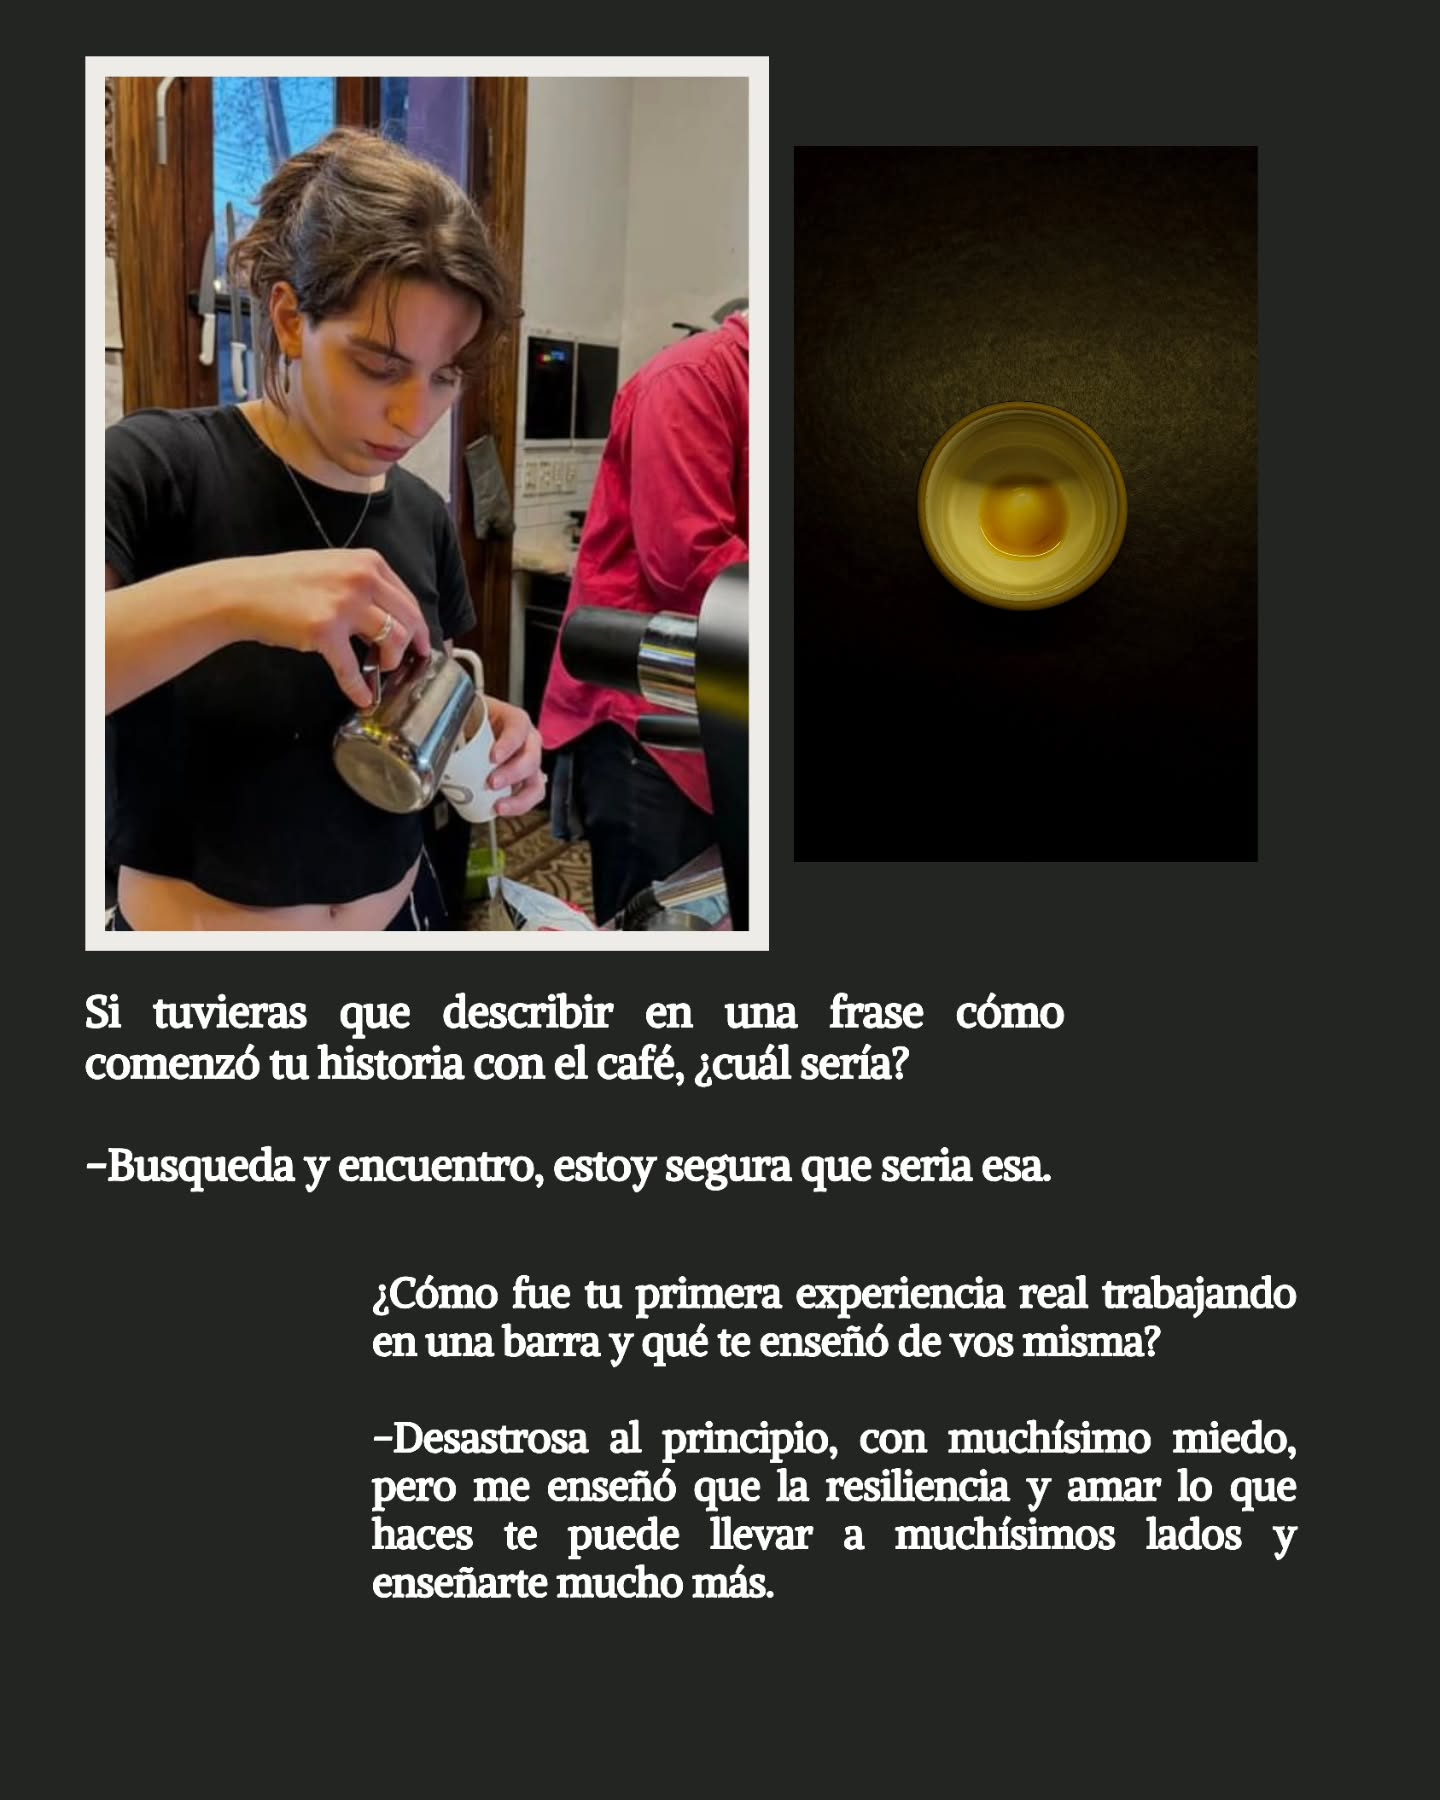 Si tuvieras que describir en una frase cómo
comenzó tu historia con el café, ¿cuál sería?
-Busqueda y encuentro, estoy segura que seria esa.
¿Cómo fue tu primera experiencia real trabajando
en una barra y qué te enseñó de vos misma?
-Desastrosa al principio, con muchísimo miedo,
pero me enseñó que la resiliencia y amar lo que
haces te puede llevar a muchísimos lados y
enseñarte mucho más.